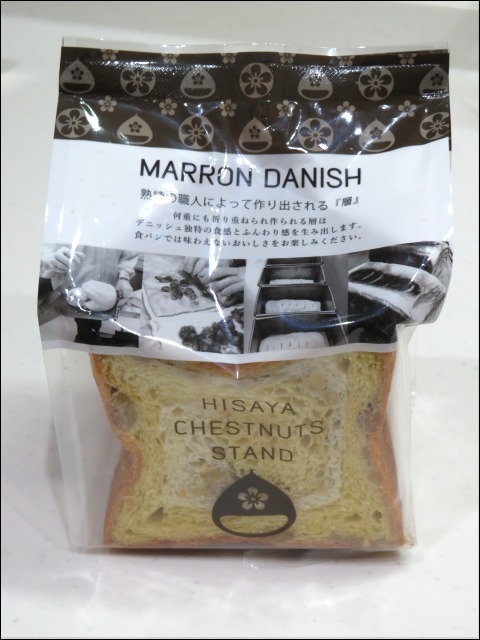 MARRON DANISH
熟練の職人によって作り出される『層』
何重にも折り重ねられ作られる層は
デニッシュ独特の食感とふんわり感を生み出します。
食パンでは味わえないおいしさをお楽しみください。
HISAYA
CHESTNUTS
STAND